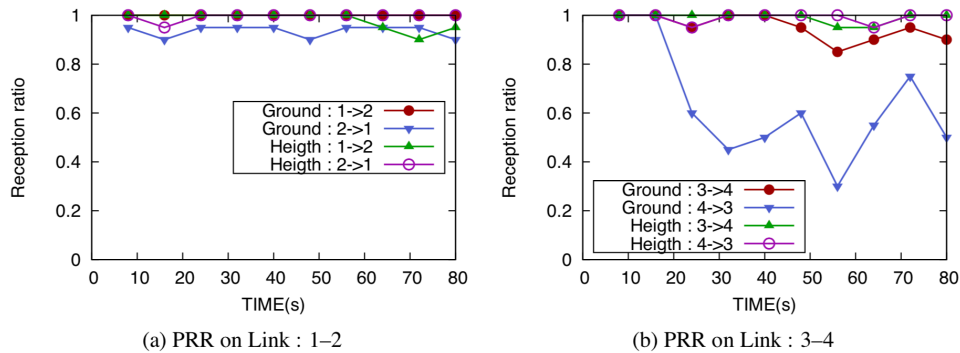 1
0.8
0.6
0.4
0.2
0
Reception ratio
Ground : 1->2
Ground : 2->1
Heigth : 1->2
Heigth : 2->1
0 10 20 30 40 50 60 70 80
TIME(s)
(a) PRR on Link : 1–2
1
0.8
0.6
0.4
0.2
0
Reception ratio
Ground : 3->4
Ground : 4->3
Heigth : 3->4
Heigth : 4->3
0 10 20 30 40 50 60 70 80
TIME(s)
(b) PRR on Link : 3–4